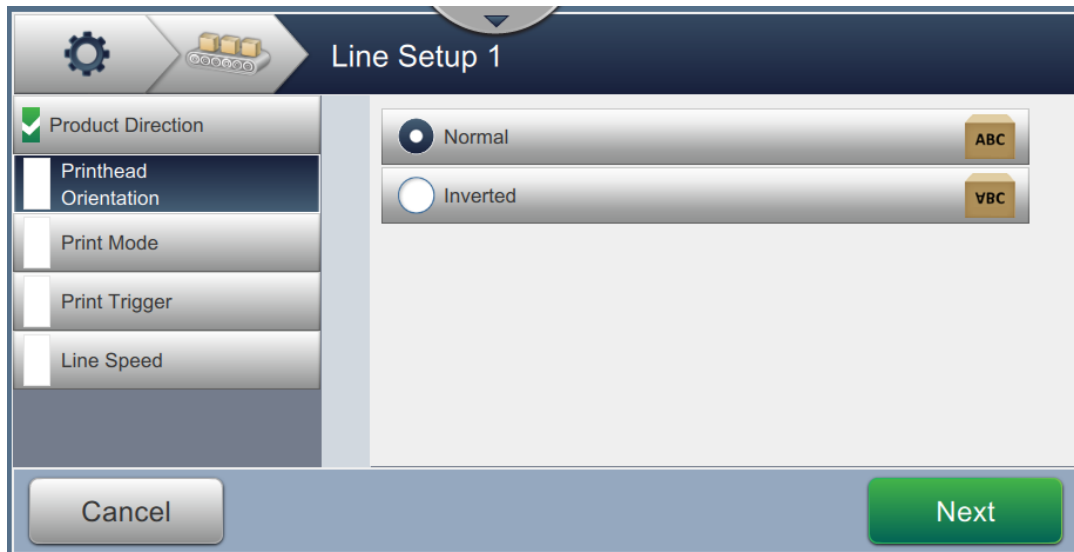 Line Setup 1
Product Direction
Printhead
Orientation
Print Mode
Print Trigger
Line Speed
Normal
ABC
Inverted
ABC
Cancel
Next